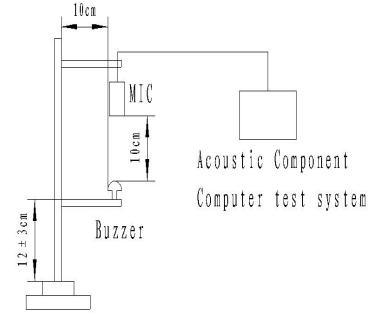 10cm
MIC
10cm
Acoustic Component
Computer test system
Buzzer
12±3cm